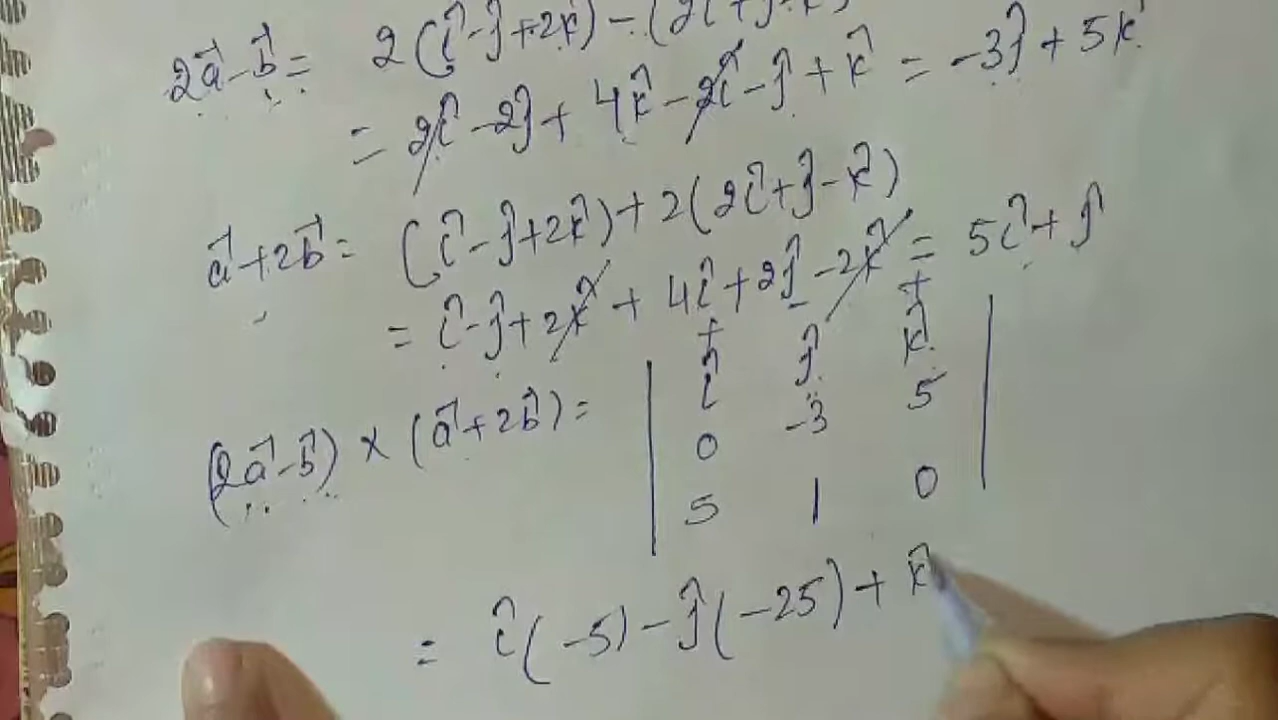 2a⃗ - b⃗ = 2(î - ĵ + 2k̂) - (2î + ĵ - k̂)
= 2î - 2ĵ + 4k̂ - 2î - ĵ + k̂ = -3ĵ + 5k̂
a⃗ + 2b⃗ = (î - ĵ + 2k̂) + 2(2î + ĵ - k̂)
= î - ĵ + 2k̂ + 4î + 2ĵ - 2k̂ = 5î + ĵ
+ - +
(2a⃗ - b⃗) × (a⃗ + 2b⃗) = | î ĵ k̂ |
| 0 -3 5 |
| 5 1 0 |
= î(-5) - ĵ(-25) + k̂